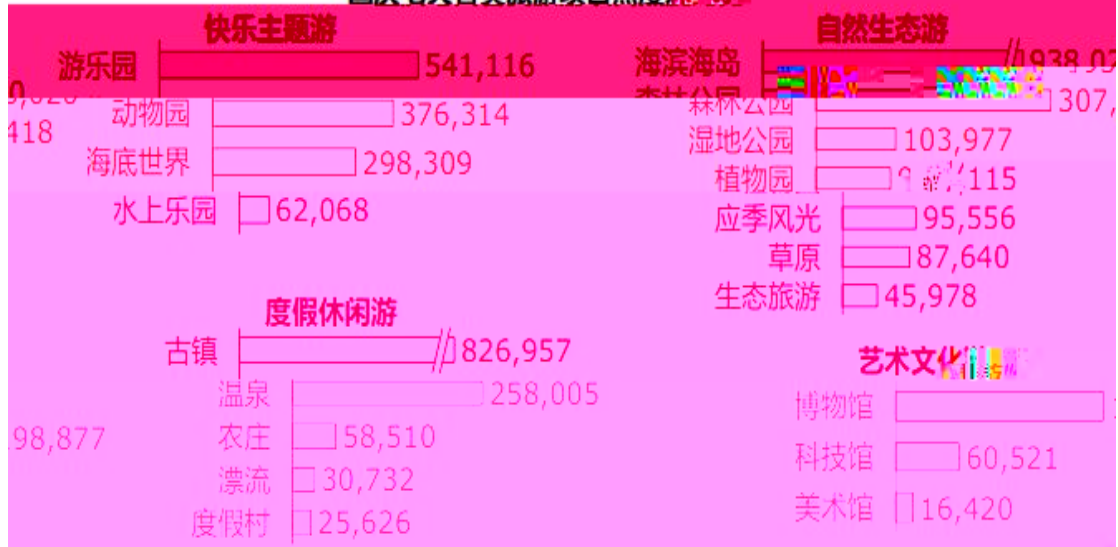 快乐主题游
游乐园 541,116
动物园 376,314
海底世界 298,309
水上乐园 62,068
度假休闲游
古镇 826,957
温泉 258,005
农庄 58,510
漂流 30,732
度假村 25,626
自然生态游
海滨海岛
森林公园 307,
湿地公园 103,977
植物园 115
应季风光 95,556
草原 87,640
生态旅游 45,978
艺术文化
博物馆
科技馆 60,521
美术馆 16,420
418
98,877